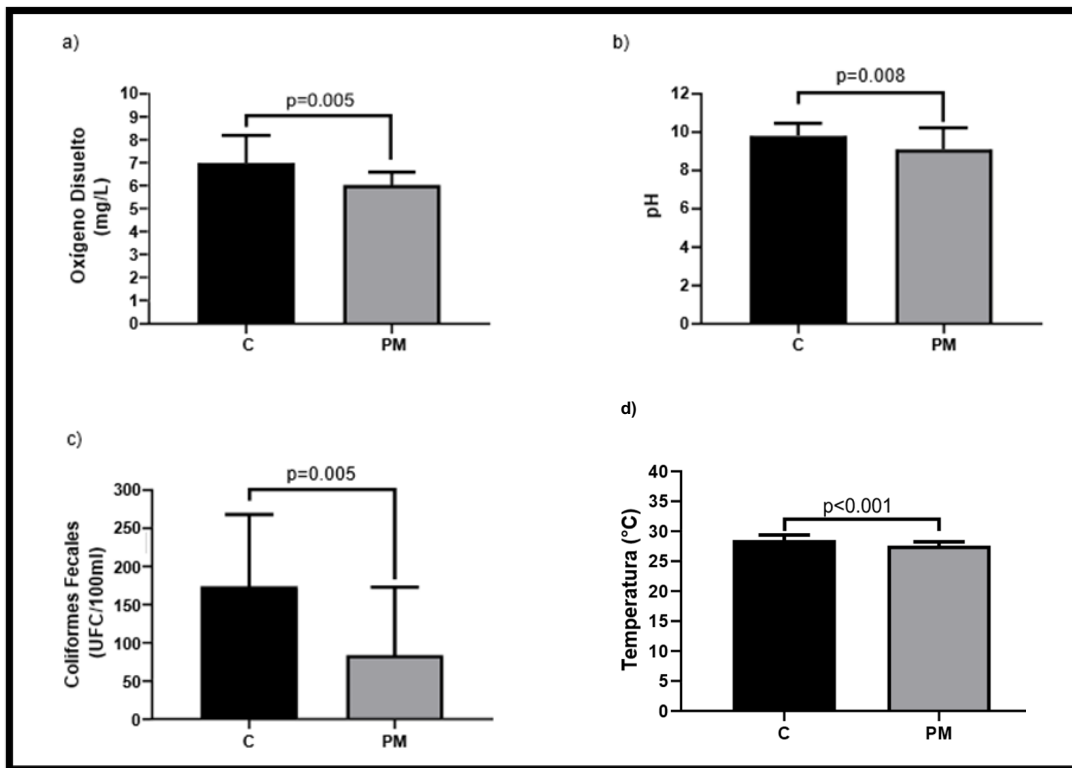 a)
p=0.005
Oxígeno Disuelto
(mg/L)
10
9
8
7
6
5
4
3
2
1
0
C PM
b)
p=0.008
pH
12
10
8
6
4
2
0
C PM
c)
p=0.005
Coliformes Fecales
(UFC/100ml)
300
250
200
150
100
50
0
C PM
d)
p<0.001
Temperatura (°C)
40
35
30
25
20
15
10
5
0
C PM